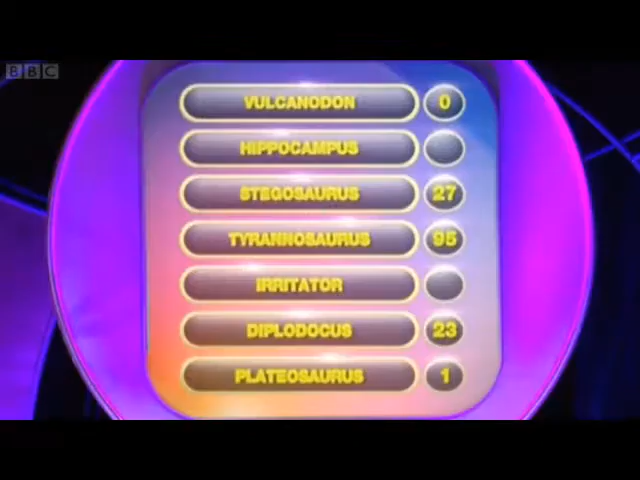 BBC
VULCANODON 0
HIPPOCAMPUS
STEGOSAURUS 27
TYRANNOSAURUS 95
IRRITATOR
DIPLODOCUS 23
PLATEOSAURUS 1